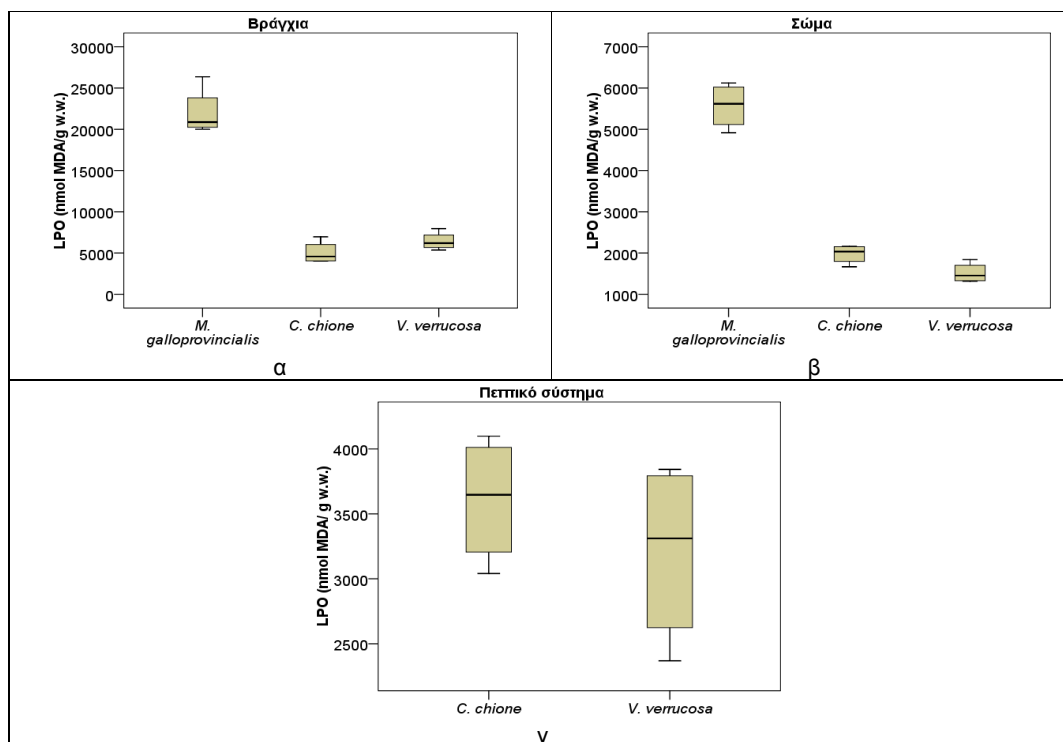 Βράγχια
30000
25000
20000
15000
10000
5000
0
LPO (nmol MDA/g w.w.)
M. galloprovincialis
C. chione
V. verrucosa
α
Σώμα
7000
6000
5000
4000
3000
2000
1000
LPO (nmol MDA/g w.w.)
M. galloprovincialis
C. chione
V. verrucosa
β
Πεπτικό σύστημα
4000
3500
3000
2500
LPO (nmol MDA/ g w.w.)
C. chione
V. verrucosa
γ